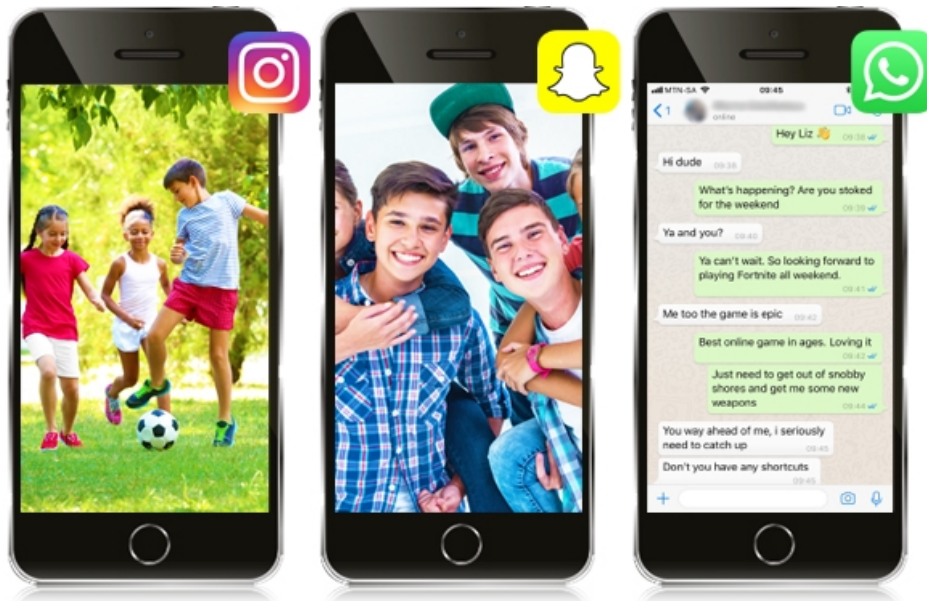 MTN-SA
09:45
1
online
Hey Liz 👋 09:38
Hi dude 09:38
What's happening? Are you stoked
for the weekend
09:39
Ya and you? 09:40
Ya can't wait. So looking forward to
playing Fortnite all weekend.
09:41
Me too the game is epic 09:42
Best online game in ages. Loving it
09:42
Just need to get out of snobby
shores and get me some new
weapons
09:44
You way ahead of me, i seriously
need to catch up
09:45
Don't you have any shortcuts
09:45